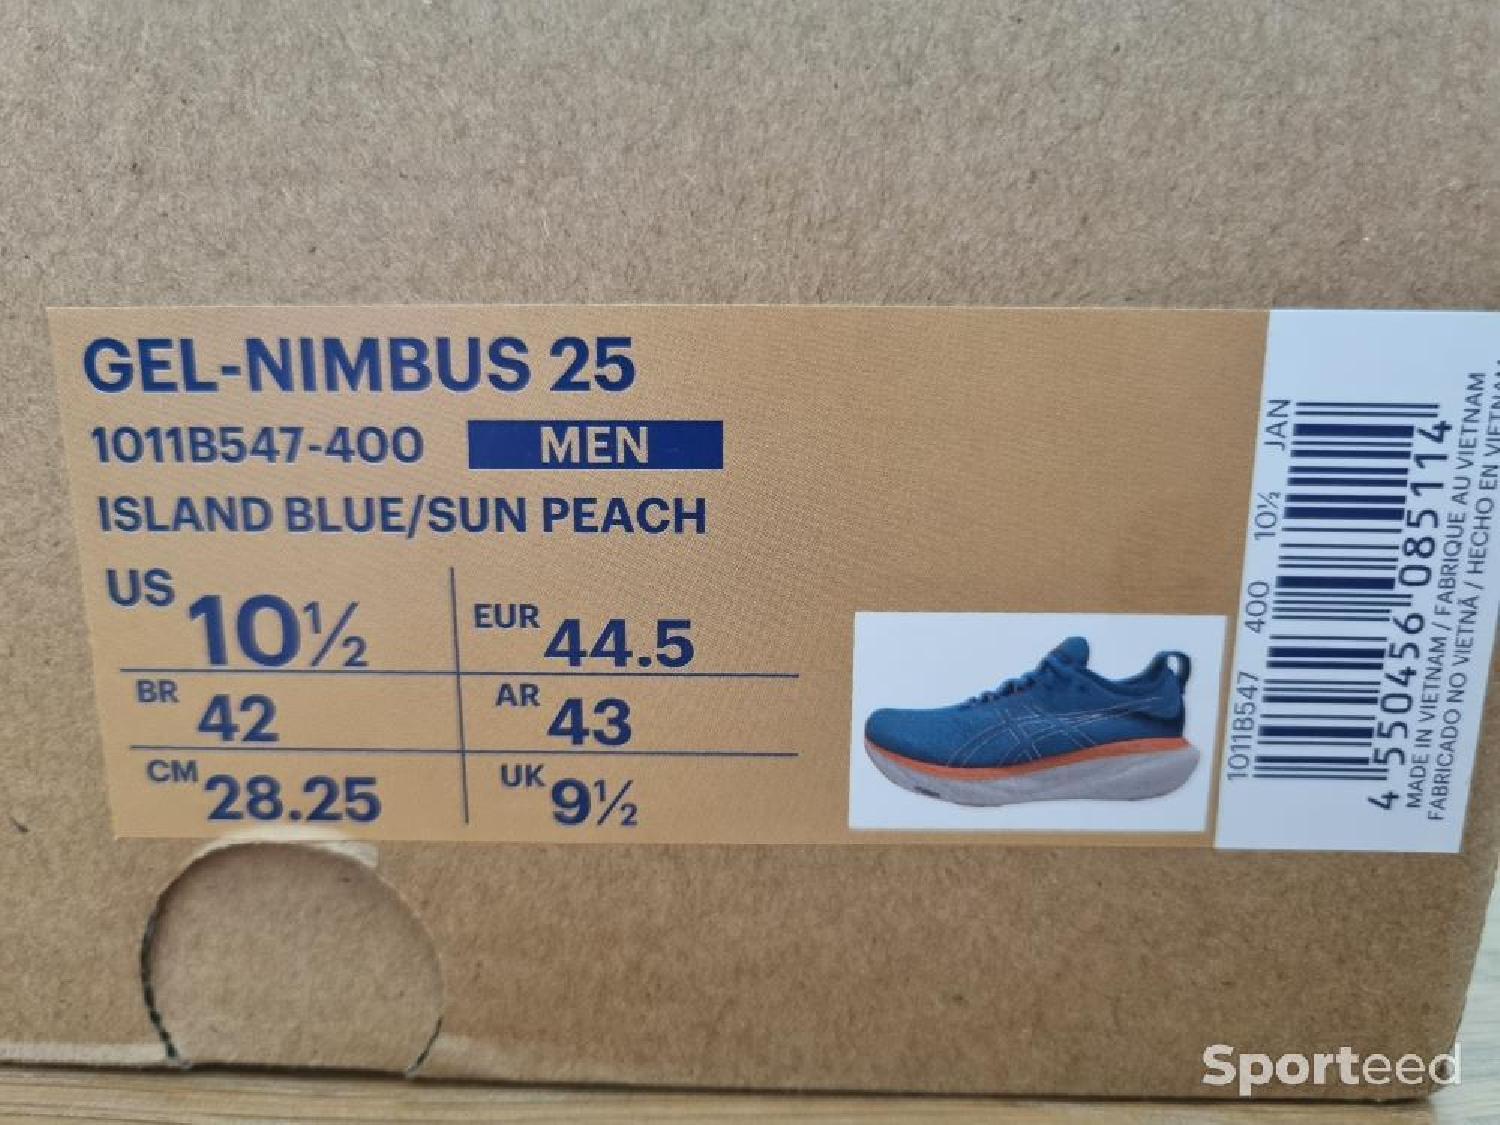 GEL-NIMBUS 25
1011B547-400 MEN
ISLAND BLUE/SUN PEACH
US 10½ EUR 44.5
BR 42 AR 43
CM 28.25 UK 9½
1011B547 400 10½ JAN
4 550456 085114
MADE IN VIETNAM / FABRIQUE AU VIETNAM
FABRICADO NO VIETNÃ / HECHO EN VIETNAM
Sporteed